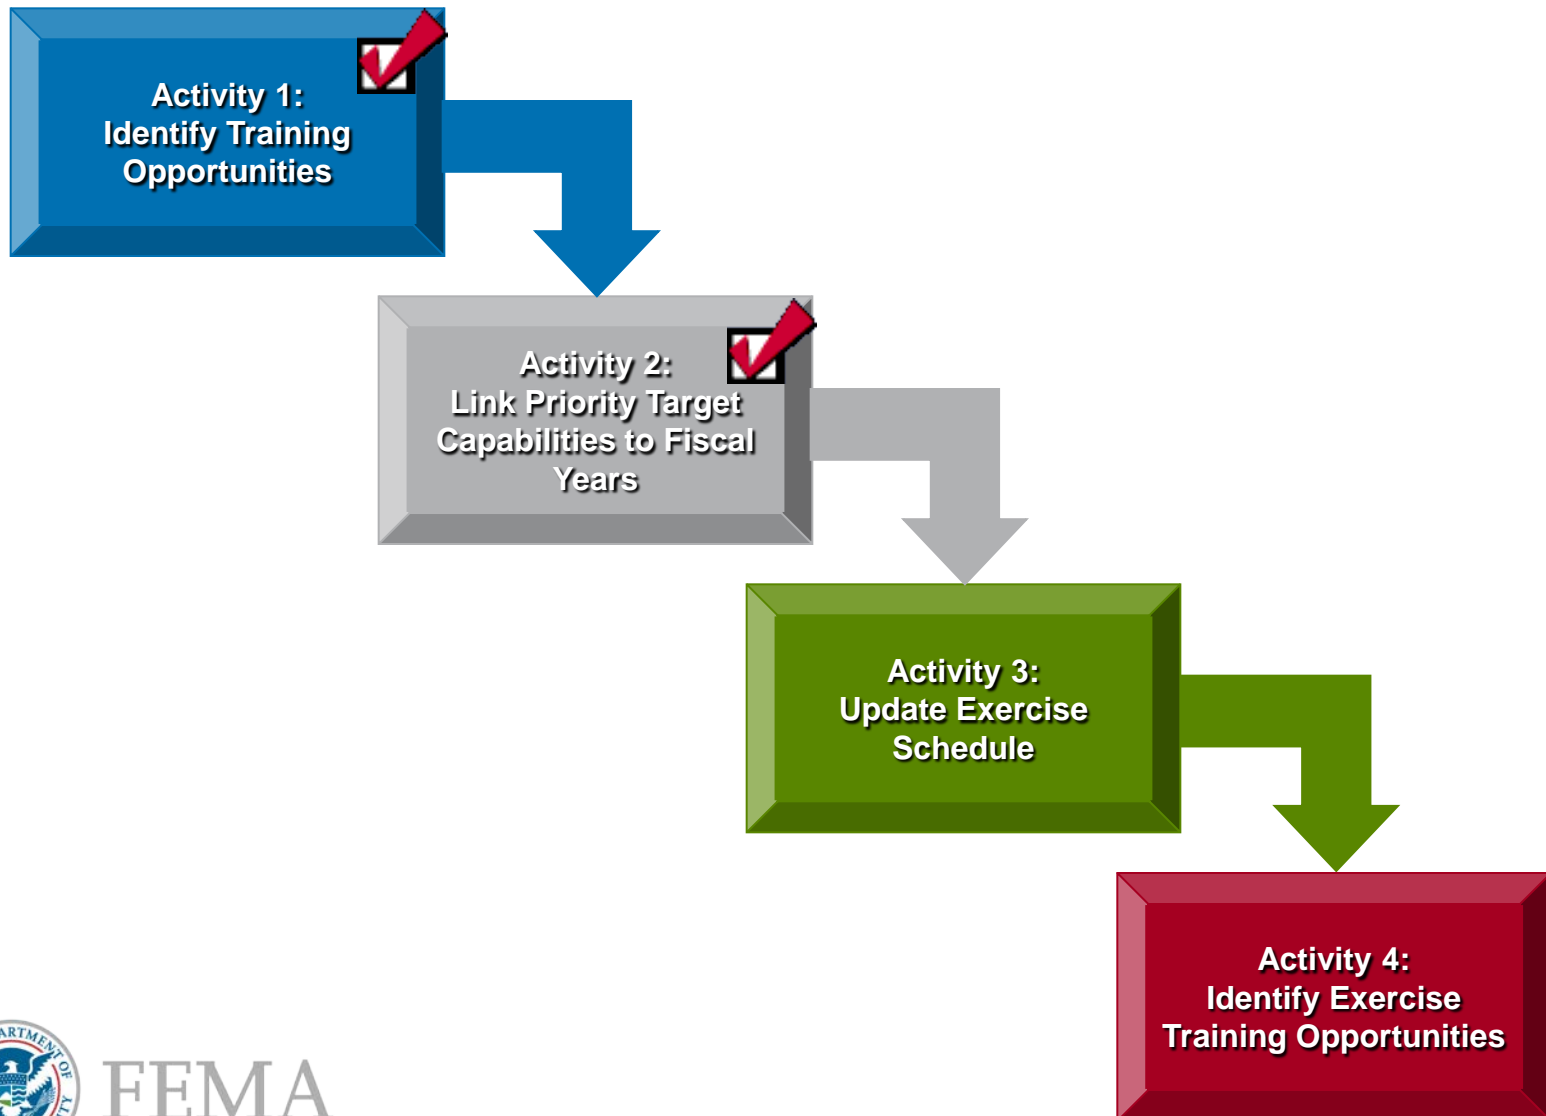 Activity 1:
Identify Training
Opportunities
Activity 2:
Link Priority Target
Capabilities to Fiscal
Years
Activity 3:
Update Exercise
Schedule
Activity 4:
Identify Exercise
Training Opportunities
FEMA